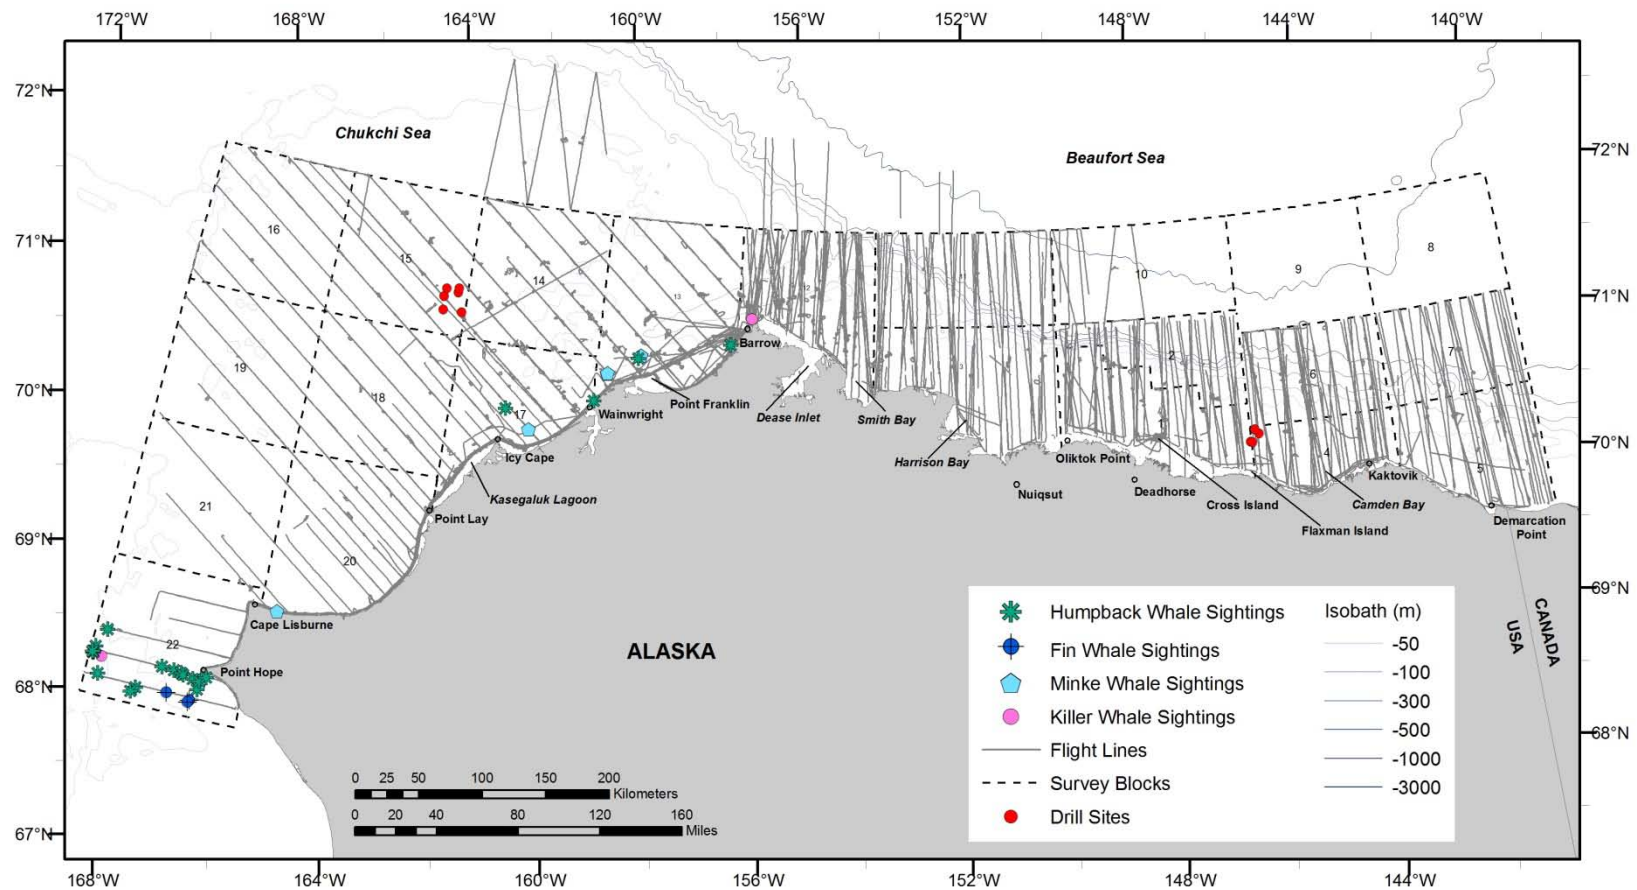 172°W 168°W 164°W 160°W 156°W 152°W 148°W 144°W 140°W
72°N
Chukchi Sea
Beaufort Sea
72°N
16
15
14
13
12
10
9
8
71°N
71°N
19
18
17
Barrow
2
6
7
70°N
Wainwright
Point Franklin
Dease Inlet
Smith Bay
70°N
Icy Cape
Harrison Bay
Oliktok Point
1
4
5
Kaktovik
Kasegaluk Lagoon
Nuiqsut
Deadhorse
Cross Island
Camden Bay
21
Point Lay
Flaxman Island
Demarcation
Point
69°N
20
69°N
Cape Lisburne
22
Point Hope
ALASKA
68°N
68°N
67°N
USA
CANADA
Humpback Whale Sightings
Fin Whale Sightings
Minke Whale Sightings
Killer Whale Sightings
Flight Lines
Survey Blocks
Drill Sites
Isobath (m)
-50
-100
-300
-500
-1000
-3000
0 25 50 100 150 200
Kilometers
0 20 40 80 120 160
Miles
168°W 164°W 160°W 156°W 152°W 148°W 144°W